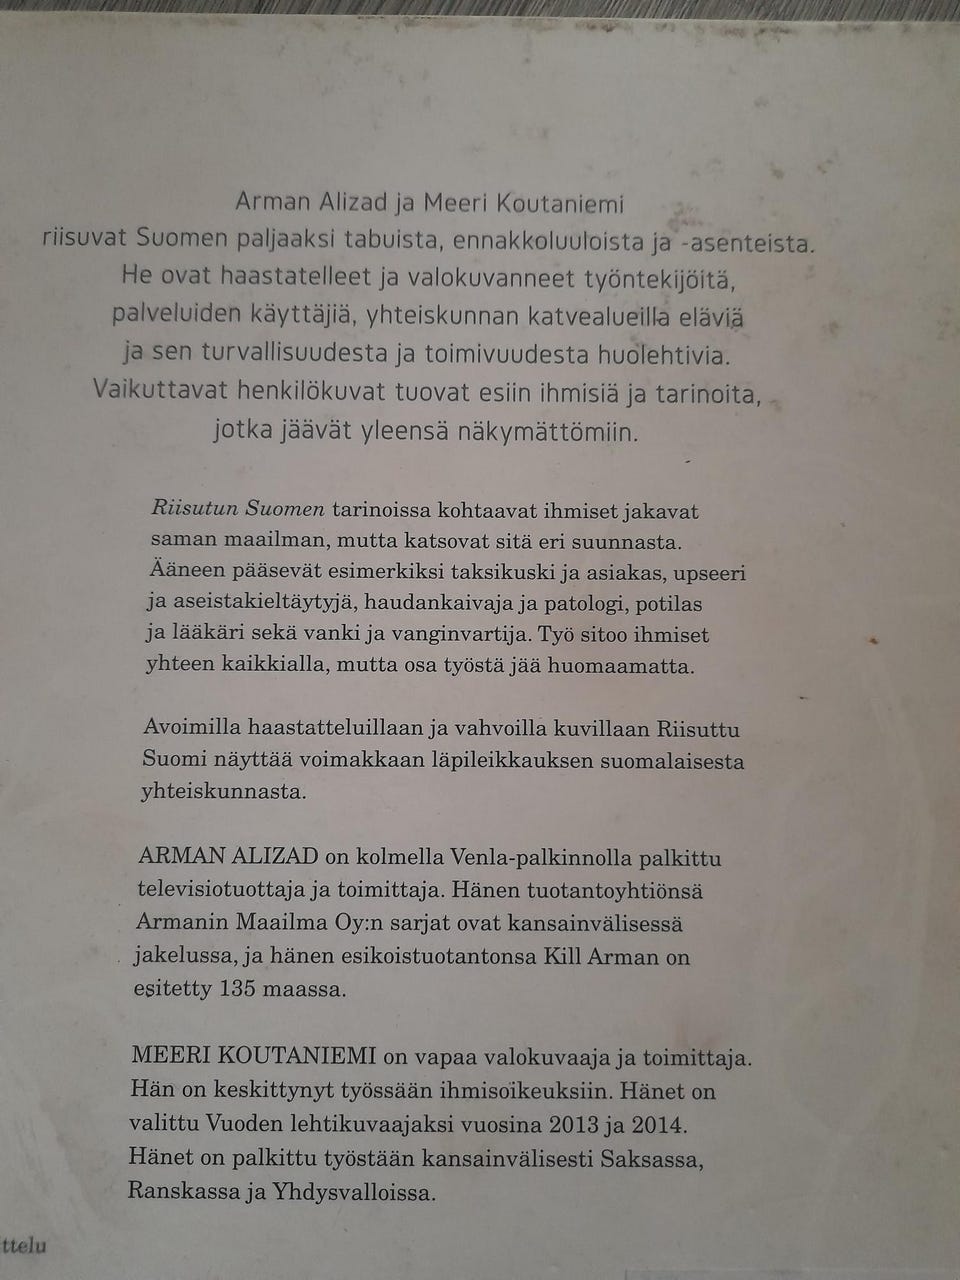 Arman Alizad ja Meeri Koutaniemi
riisuvat Suomen paljaaksi tabuista, ennakkoluuloista ja -asenteista.
He ovat haastatelleet ja valokuvanneet työntekijöitä,
palveluiden käyttäjiä, yhteiskunnan katvealueilla eläviä
ja sen turvallisuudesta ja toimivuudesta huolehtivia.
Vaikuttavat henkilökuvat tuovat esiin ihmisiä ja tarinoita,
jotka jäävät yleensä näkymättömiin.
Riisutun Suomen tarinoissa kohtaavat ihmiset jakavat
saman maailman, mutta katsovat sitä eri suunnasta.
Ääneen pääsevät esimerkiksi taksikuski ja asiakas, upseeri
ja aseistakieltäytyjä, haudankaivaja ja patologi, potilas
ja lääkäri sekä vanki ja vanginvartija. Työ sitoo ihmiset
yhteen kaikkialla, mutta osa työstä jää huomaamatta.
Avoimilla haastatteluillaan ja vahvoilla kuvillaan Riisuttu
Suomi näyttää voimakkaan läpileikkauksen suomalaisesta
yhteiskunnasta.
ARMAN ALIZAD on kolmella Venla-palkinnolla palkittu
televisiotuottaja ja toimittaja. Hänen tuotantoyhtiönsä
Armanin Maailma Oy:n sarjat ovat kansainvälisessä
jakelussa, ja hänen esikoistuotantonsa Kill Arman on
esitetty 135 maassa.
MEERI KOUTANIEMI on vapaa valokuvaaja ja toimittaja.
Hän on keskittynyt työssään ihmisoikeuksiin. Hänet on
valittu Vuoden lehtikuvaajaksi vuosina 2013 ja 2014.
Hänet on palkittu työstään kansainvälisesti Saksassa,
Ranskassa ja Yhdysvalloissa.
ttelu